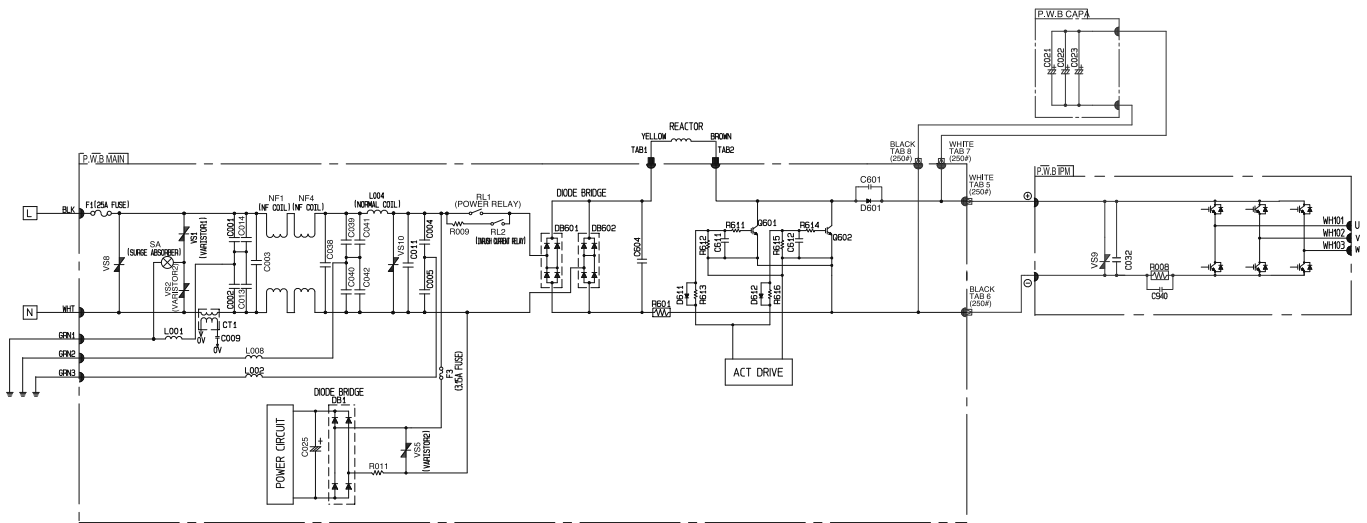 P.W.B CAPA
C021
C022
C023
REACTOR
YELLOW
BROWN
TAB1
TAB2
BLACK
TAB 8
(250#)
WHITE
TAB 7
(250#)
P.W.B MAIN
P.W.B IPM
WHITE
TAB 5
(250#)
C601
D601
DIODE BRIDGE
L
BLK
F1(25A FUSE)
NF1
(NF COIL)
NF4
(NF COIL)
L004
(NORMAL COIL)
RL1
(POWER RELAY)
R009
RL2
(INRUSH CURRENT RELAY)
VS8
SA
(SURGE ABSORBER)
VS1
(VARISTOR1)
VS2
(VARISTOR2)
C001
C014
C002
C013
C003
C038
C039
C041
C040
C042
VS10
C011
C004
C005
DB601
DB602
C604
R601
R611
Q601
R612
C611
R614
R615
C612
Q602
D611
R613
D612
R616
ACT DRIVE
BLACK
TAB 6
(250#)
⊕
⊖
VS9
C032
R008
C940
WH101
U
WH102
V
WH103
W
N
WHT
CT1
0V
C009
0V
GRN1
L001
GRN2
L008
GRN3
L002
F3
(3.15A FUSE)
DIODE BRIDGE
DB1
POWER CIRCUIT
C025
+
R011
VS5
(VARISTOR2)